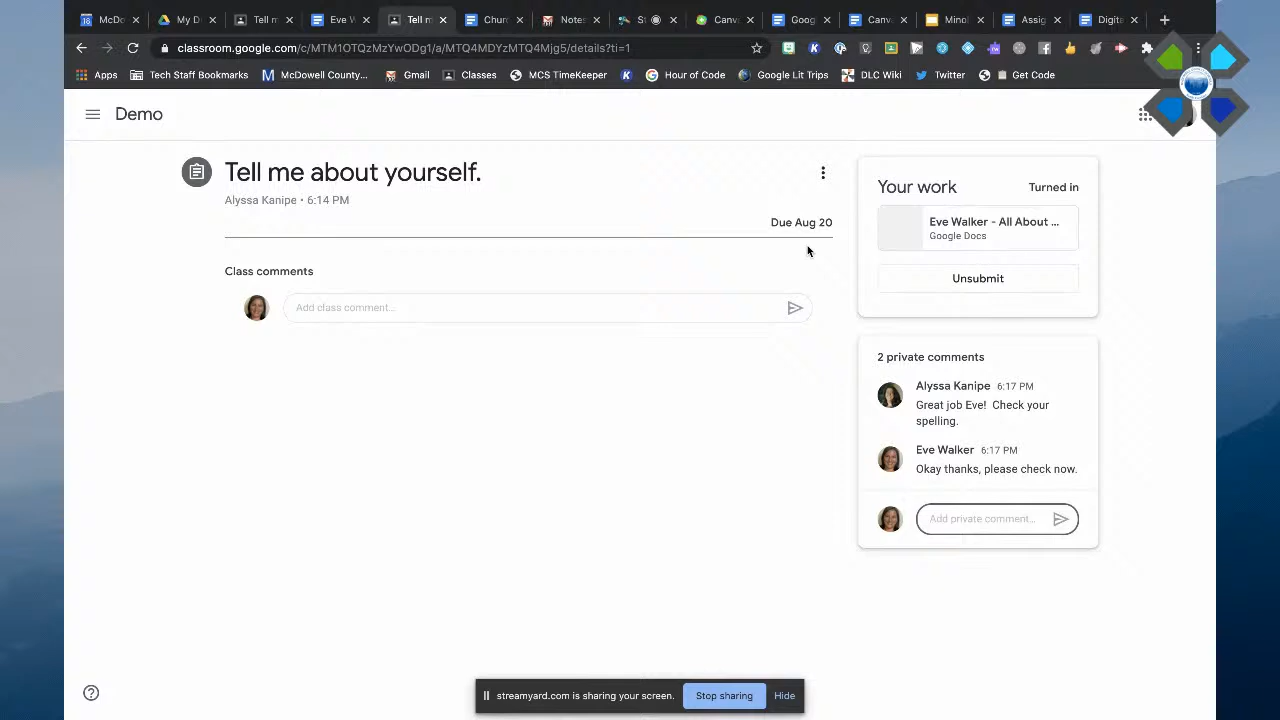 McDo
My D
Tell m
Eve W
Tell m
Chur
Notes
St
Canv
Goog
Canva
Minol
Assig
Digita
classroom.google.com/c/MTM1OTQzMzYwODg1/a/MTQ4MDYzMTQ4Mjg5/details?ti=1
Apps
Tech Staff Bookmarks
McDowell County...
Gmail
Classes
MCS TimeKeeper
Hour of Code
Google Lit Trips
DLC Wiki
Twitter
Get Code
Demo
Tell me about yourself.
Alyssa Kanipe • 6:14 PM
Due Aug 20
Class comments
Add class comment...
Your work
Turned in
Eve Walker - All About ...
Google Docs
Unsubmit
2 private comments
Alyssa Kanipe 6:17 PM
Great job Eve! Check your
spelling.
Eve Walker 6:17 PM
Okay thanks, please check now.
Add private comment...
streamyard.com is sharing your screen.
Stop sharing
Hide